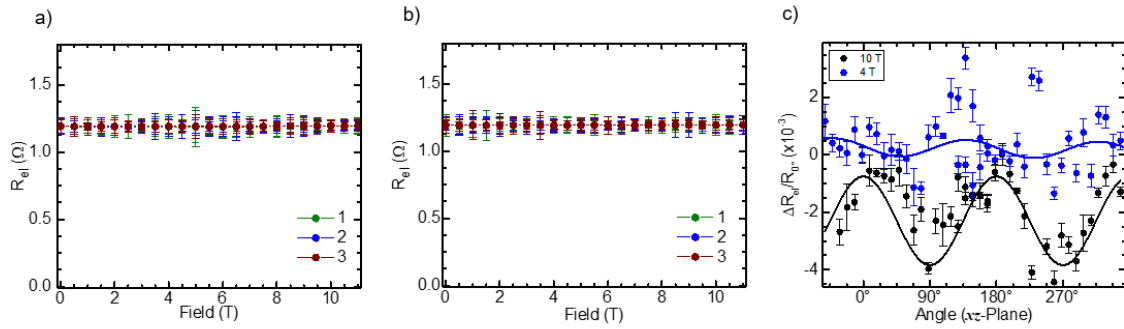 a)
R_el (Ω)
1.5
1.0
0.5
0.0
0 2 4 6 8 10
Field (T)
1
2
3
b)
R_el (Ω)
1.5
1.0
0.5
0.0
0 2 4 6 8 10
Field (T)
1
2
3
c)
ΔR_el/R_0° (x10⁻³)
10 T
4 T
2
0
-2
-4
0° 90° 180° 270°
Angle (xz-Plane)